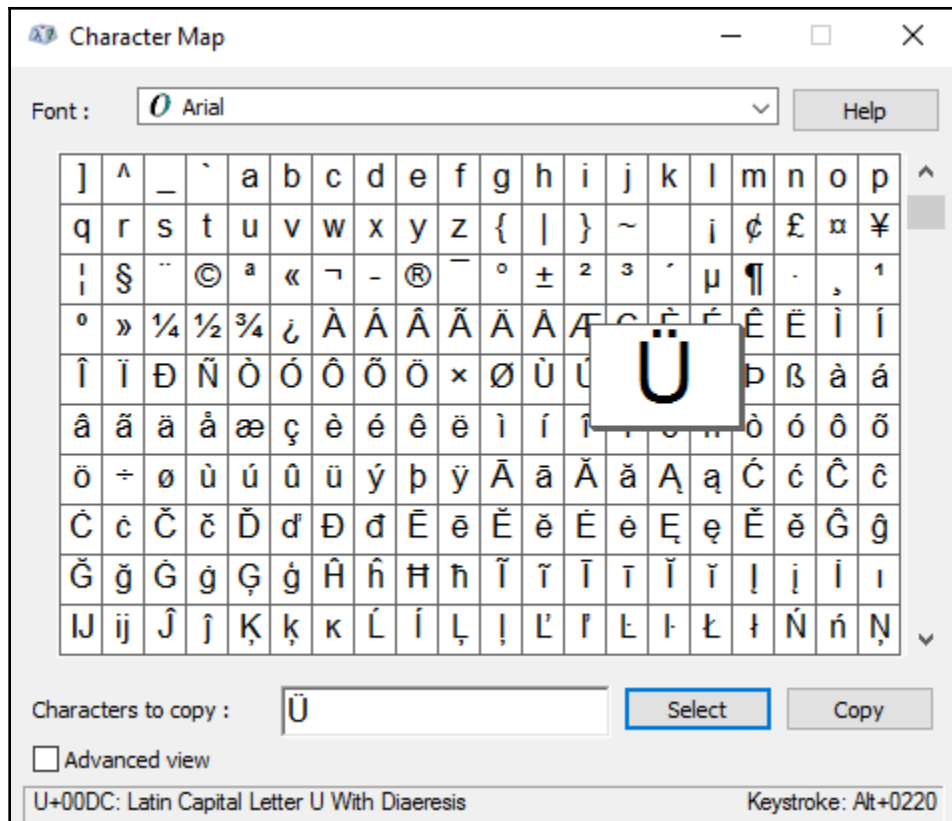 Character Map
Font : Arial Help
] ^ _ ` a b c d e f g h i j k l m n o p
q r s t u v w x y z { | } ~ ¡ ¢ £ ¤ ¥
¦ § ¨ © ª « ¬ - ® ¯ ° ± ² ³ ´ µ ¶ · ¸ ¹
º » ¼ ½ ¾ ¿ À Á Â Ã Ä Å Æ Ç È É Ê Ë Ì Í
Î Ï Ð Ñ Ò Ó Ô Õ Ö × Ø Ù Ú Ü Þ ß à á
â ã ä å æ ç è é ê ë ì í î ò ó ô õ
ö ÷ ø ù ú û ü ý þ ÿ Ā ā Ă ă Ą ą Ć ć Ĉ ĉ
Ċ ċ Č č Ď ď Đ đ Ē ē Ĕ ĕ Ė ė Ę ę Ě ě Ĝ ĝ
Ğ ğ Ġ ġ Ģ ģ Ĥ ĥ Ħ ħ Ĩ ĩ Ī ī Ĭ ĭ Į į İ ı
Ĳ ĳ Ĵ ĵ Ķ ķ ĸ Ĺ ĺ Ļ ļ Ľ ľ Ŀ ŀ Ł ł Ń ń Ņ
Characters to copy : Ü Select Copy
Advanced view
U+00DC: Latin Capital Letter U With Diaeresis Keystroke: Alt+0220